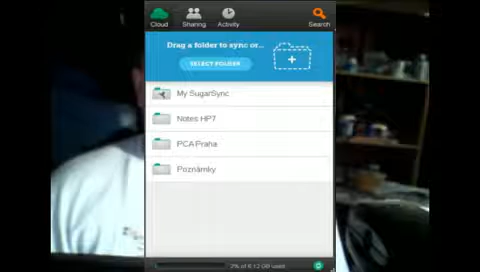 Cloud Sharing Activity Search
Drag a folder to sync or...
SELECT FOLDER
My SugarSync
Notes HP7
PCA Praha
Poznámky
2% of 6.12 GB used